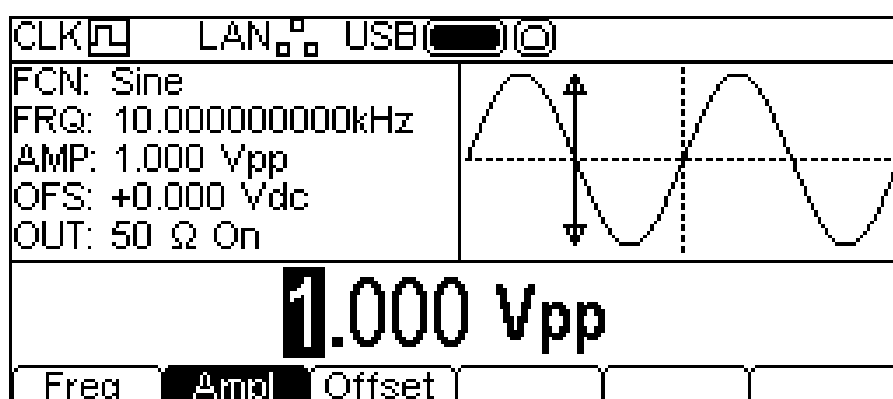 CLK LAN USB
FCN: Sine
FRQ: 10.000000000kHz
AMP: 1.000 Vpp
OFS: +0.000 Vdc
OUT: 50 Ω On
1.000 Vpp
Freq Ampl Offset